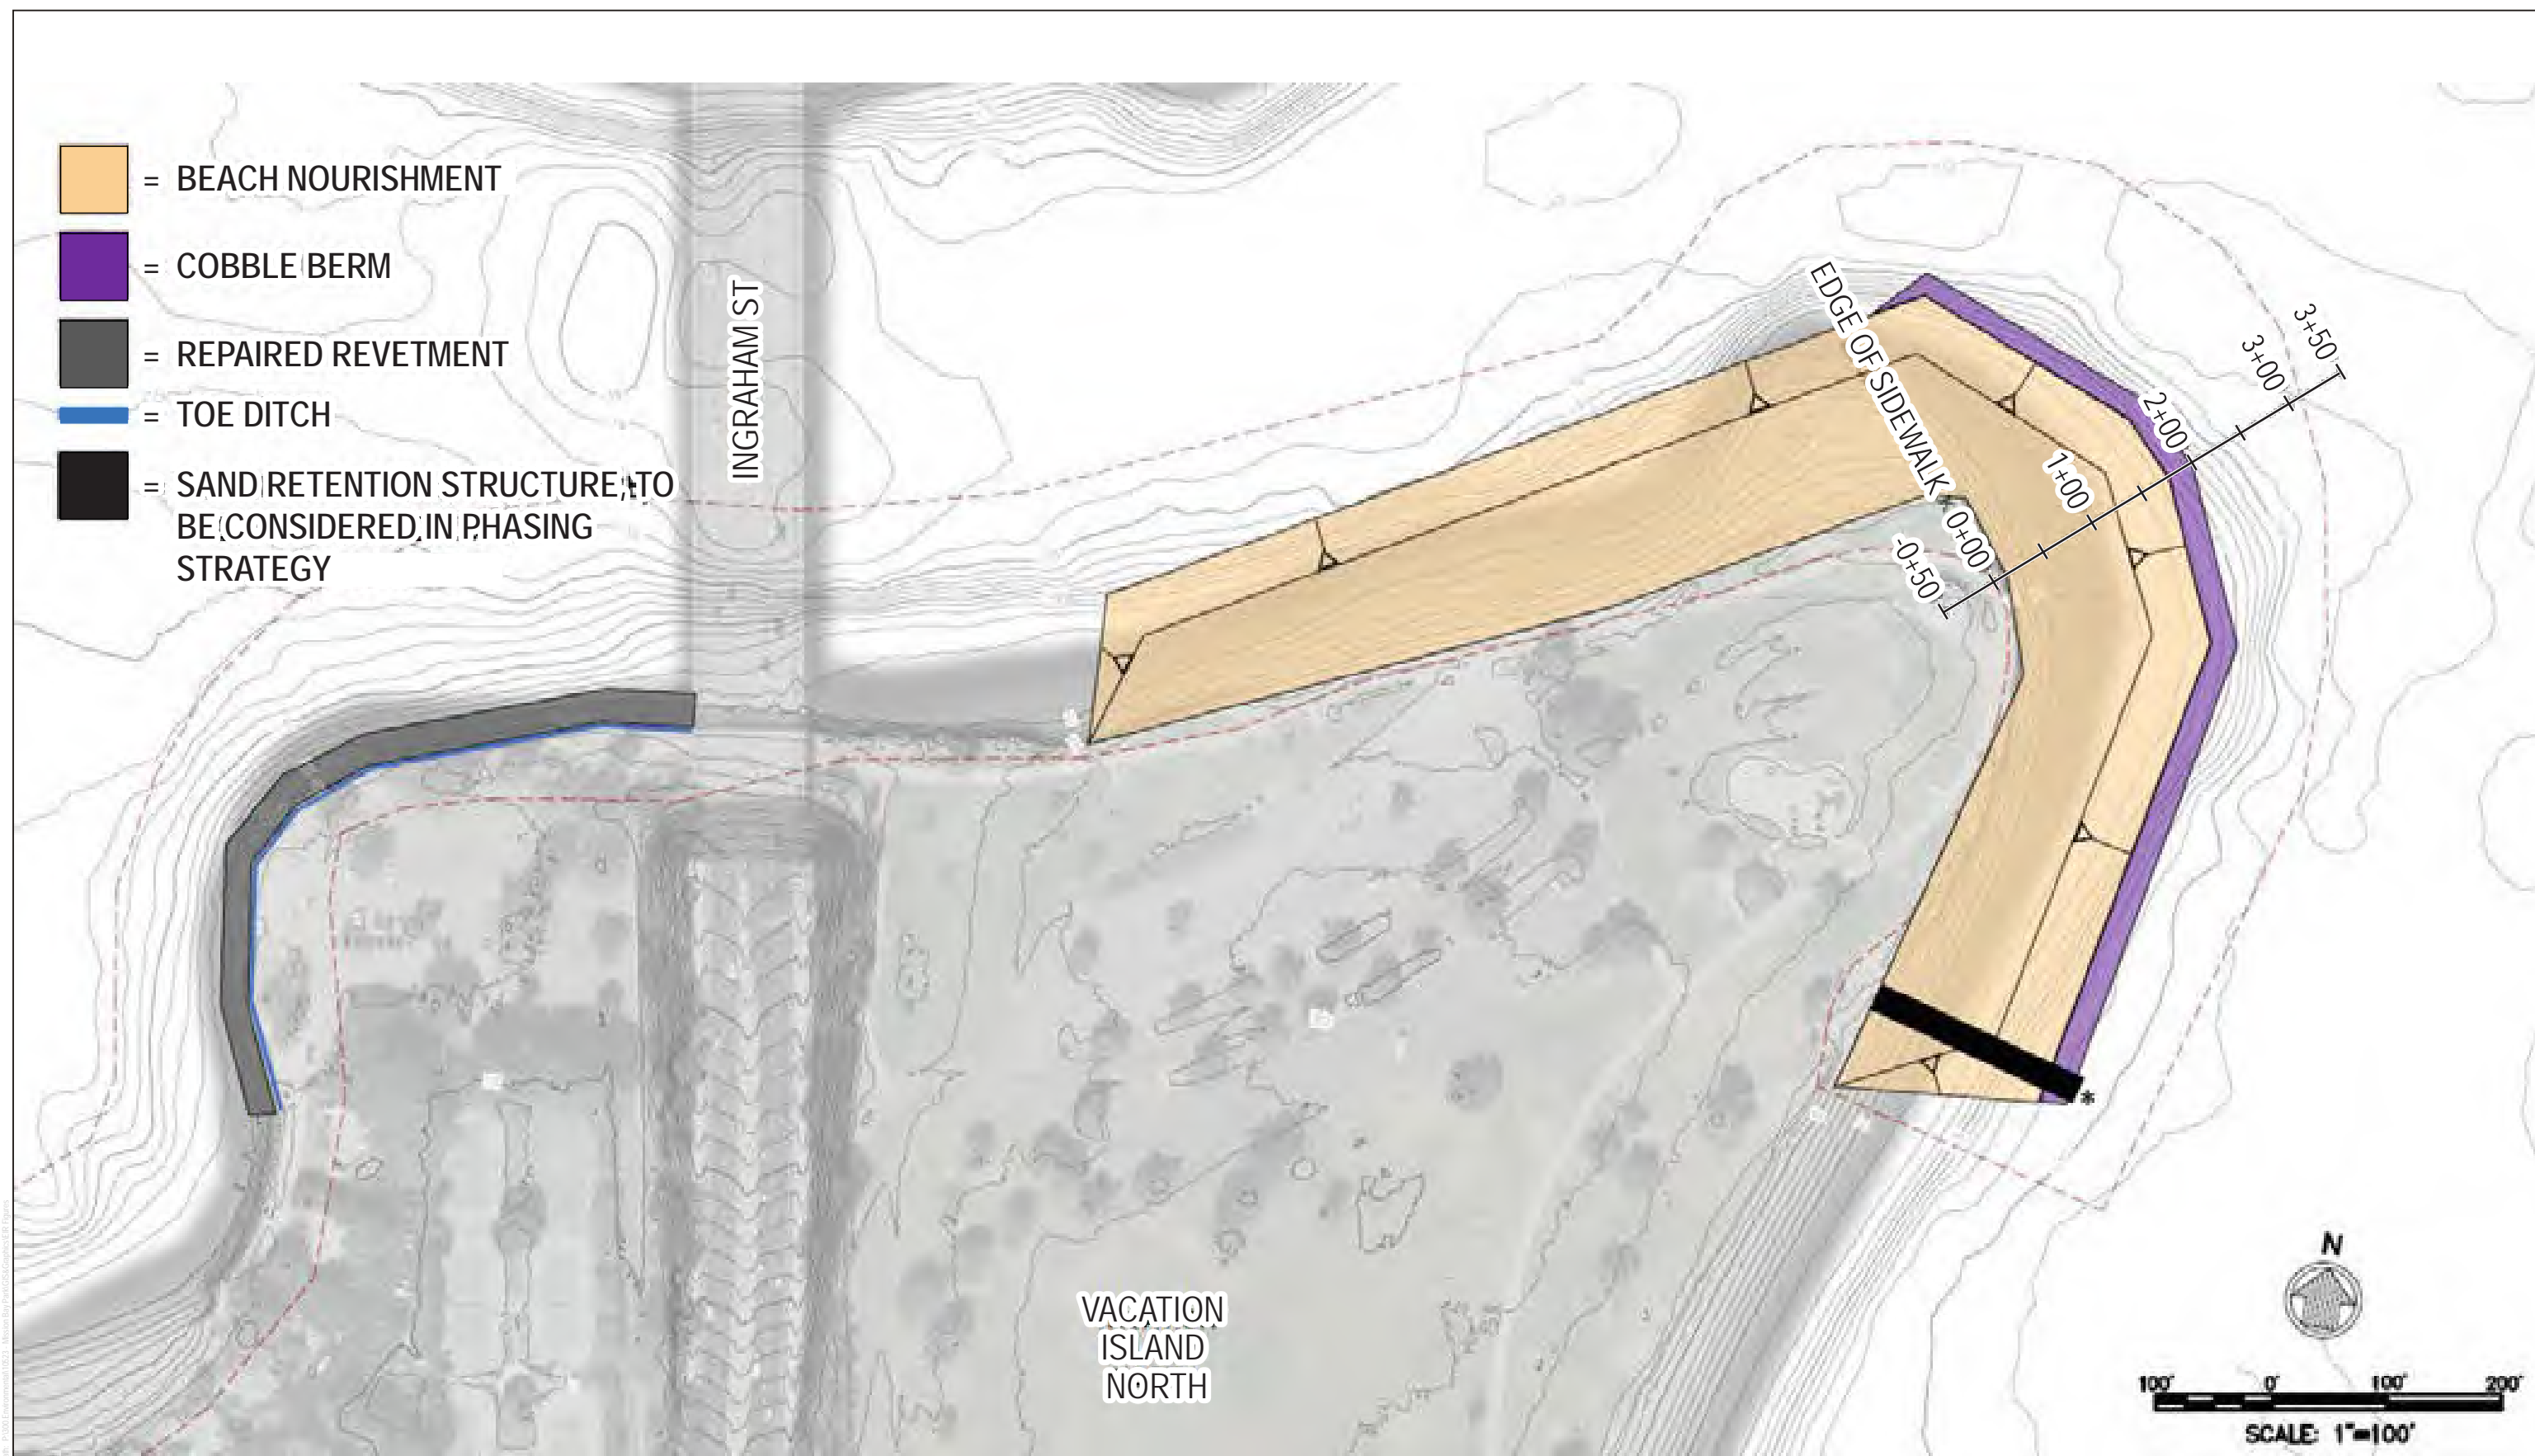 = BEACH NOURISHMENT
= COBBLE BERM
= REPAIRED REVETMENT
= TOE DITCH
= SAND RETENTION STRUCTURE, TO
BE CONSIDERED IN PHASING
STRATEGY
INGRAHAM ST
EDGE OF SIDEWALK
-0+50
0+00
1+00
2+00
3+00
3+50
*
VACATION
ISLAND
NORTH
N
100' 0' 100' 200'
SCALE: 1"=100'